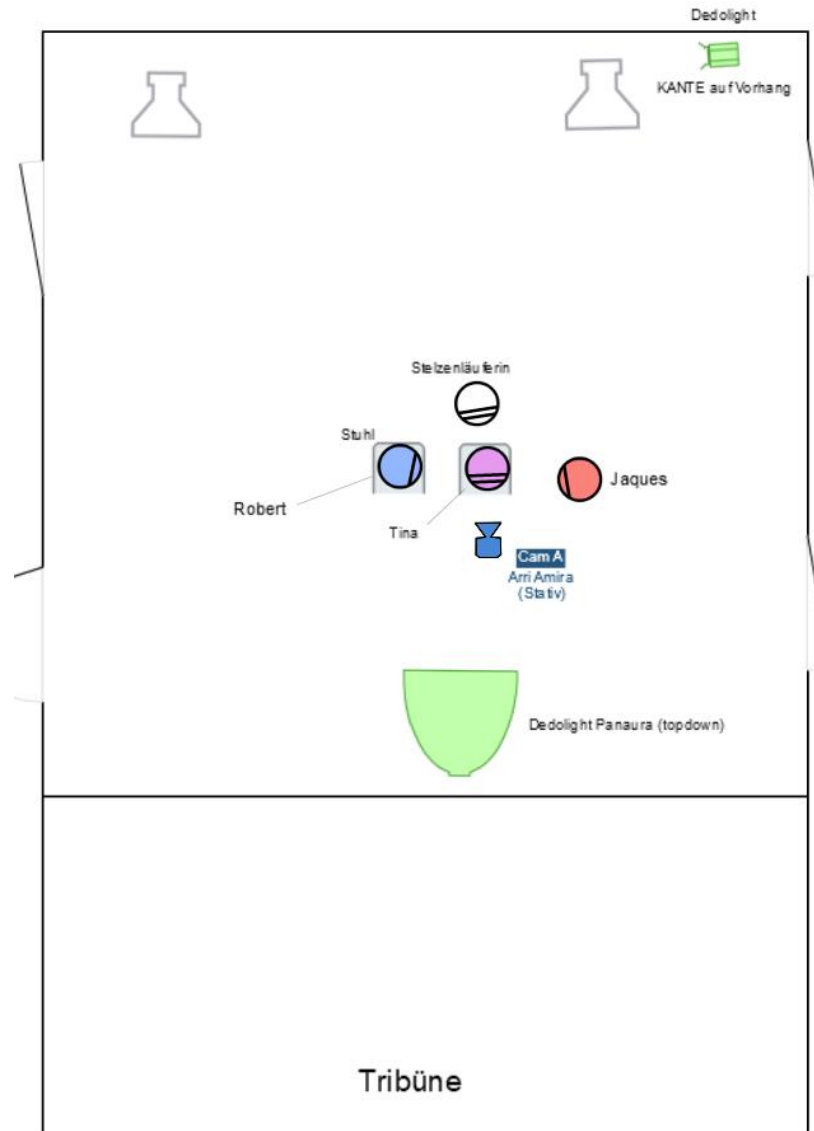 Dedolight
KANTE auf Vorhang
Stelzenläuferin
Stuhl
Robert
Tina
Jaques
Cam A
Arri Amira
(Stativ)
Dedolight Panaura (topdown)
Tribüne